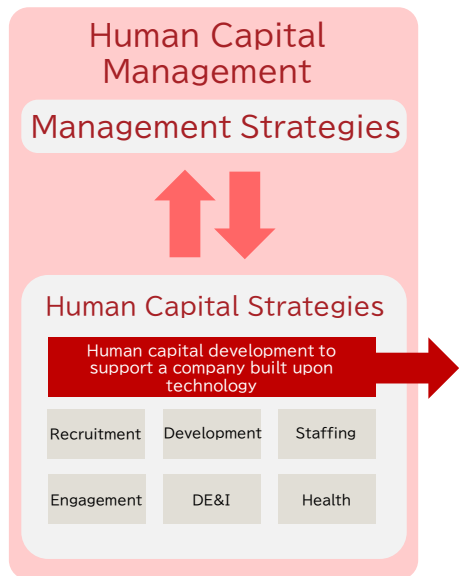 Human Capital
Management
Management Strategies
Human Capital Strategies
Human capital development to
support a company built upon
technology
Recruitment
Development
Staffing
Engagement
DE&I
Health